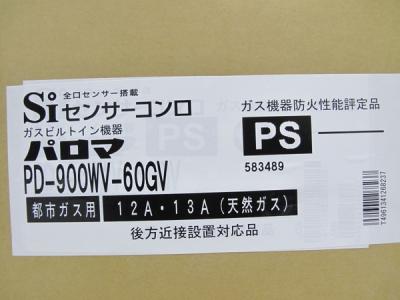 全口センサー搭載
Siセンサーコンロ
ガスビルトイン機器
パロマ
PD-900WV-60GV
都市ガス用 12A・13A(天然ガス)
後方近接設置対応品
ガス機器防火性能評定品
PS
583489
T4961341268237